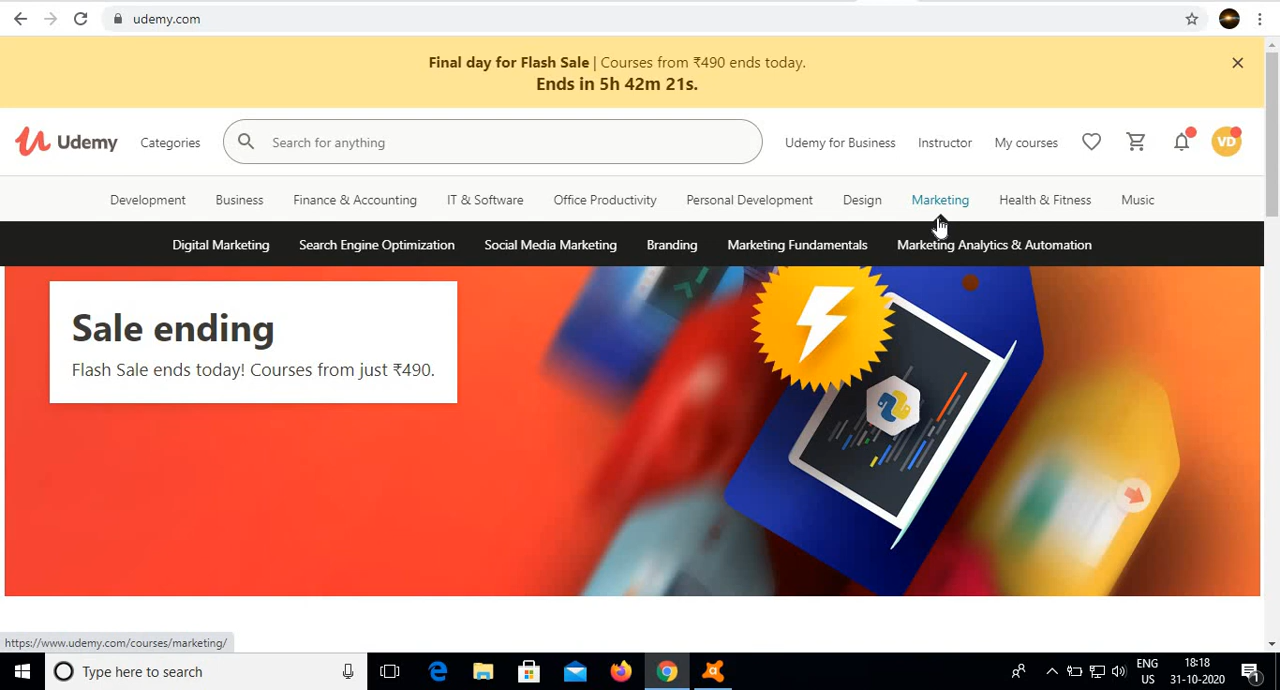 udemy.com
Final day for Flash Sale | Courses from ₹490 ends today.
Ends in 5h 42m 21s.
Udemy Categories Search for anything Udemy for Business Instructor My courses VD
Development Business Finance & Accounting IT & Software Office Productivity Personal Development Design Marketing Health & Fitness Music
Digital Marketing Search Engine Optimization Social Media Marketing Branding Marketing Fundamentals Marketing Analytics & Automation
Sale ending
Flash Sale ends today! Courses from just ₹490.
https://www.udemy.com/courses/marketing/
Type here to search ENG US 18:18 31-10-2020 1